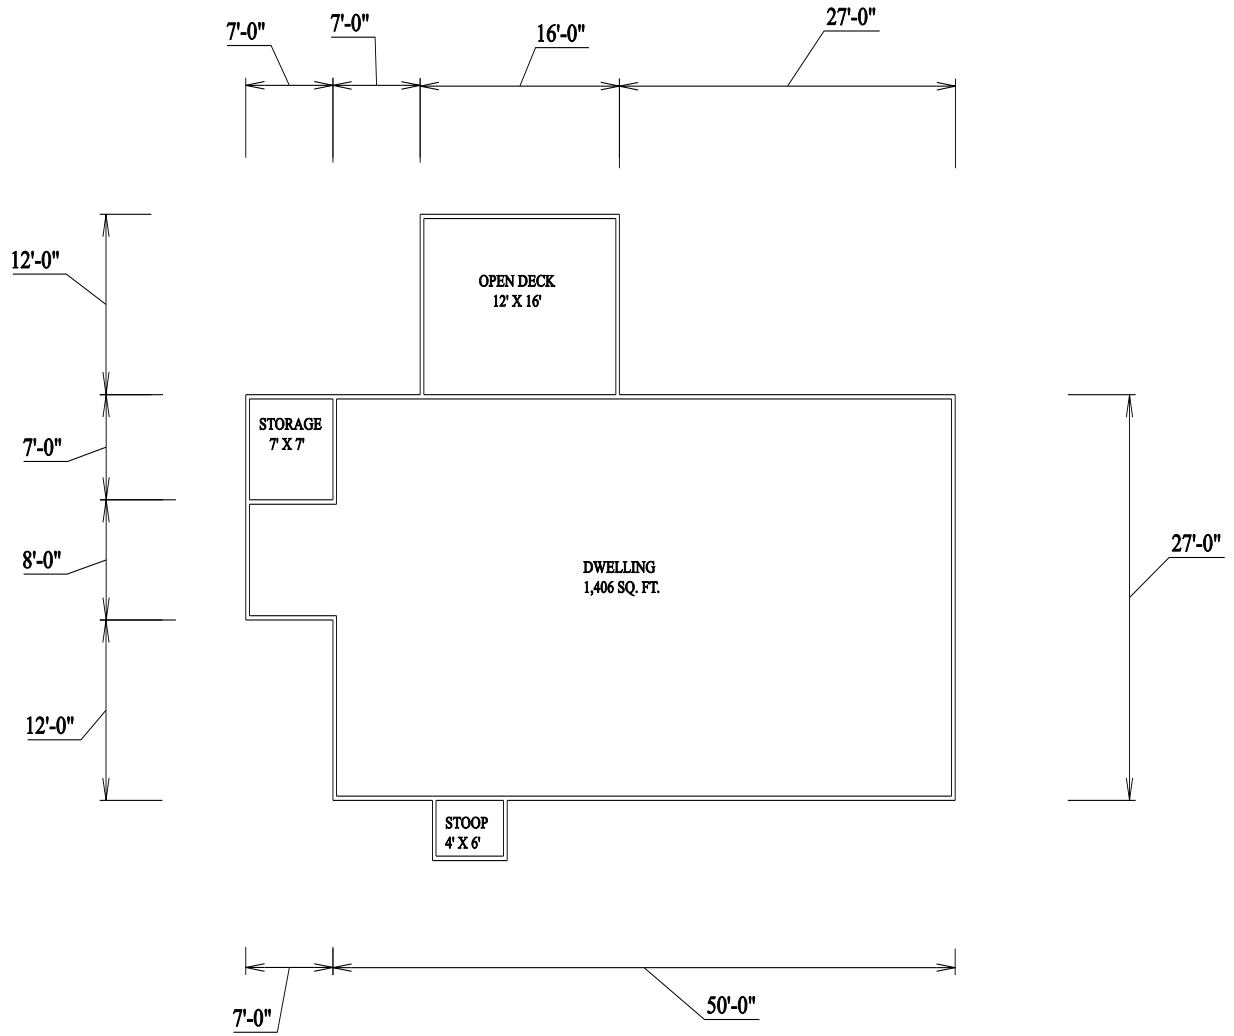 7'-0"
7'-0"
16'-0"
27'-0"
12'-0"
OPEN DECK
12' X 16'
STORAGE
7' X 7'
7'-0"
8'-0"
27'-0"
DWELLING
1,406 SQ. FT.
12'-0"
STOOP
4' X 6'
7'-0"
50'-0"